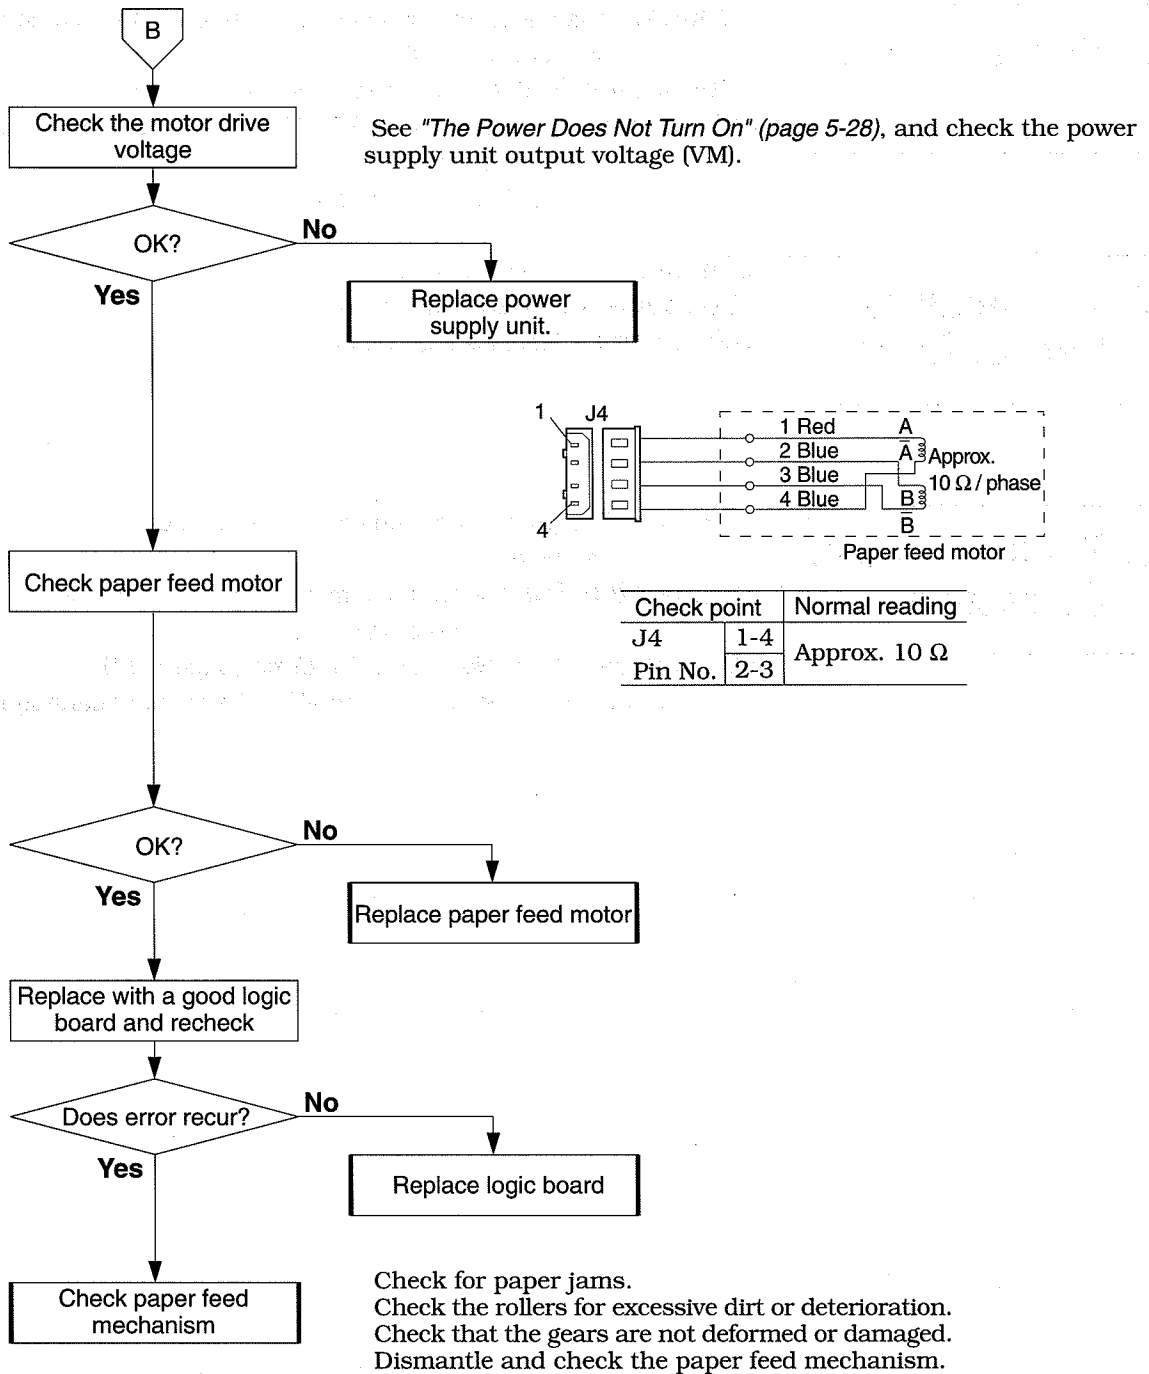 B
Check the motor drive
voltage
See "The Power Does Not Turn On" (page 5-28), and check the power
supply unit output voltage (VM).
OK?
No
Yes
Replace power
supply unit.
1
J4
4
1 Red
2 Blue
3 Blue
4 Blue
A
A̅
B
B̅
Approx.
10 Ω / phase
Paper feed motor
Check paper feed motor
Check point Normal reading
J4 1-4 Approx. 10 Ω
Pin No. 2-3
OK?
No
Yes
Replace paper feed motor
Replace with a good logic
board and recheck
Does error recur?
No
Yes
Replace logic board
Check paper feed
mechanism
Check for paper jams.
Check the rollers for excessive dirt or deterioration.
Check that the gears are not deformed or damaged.
Dismantle and check the paper feed mechanism.